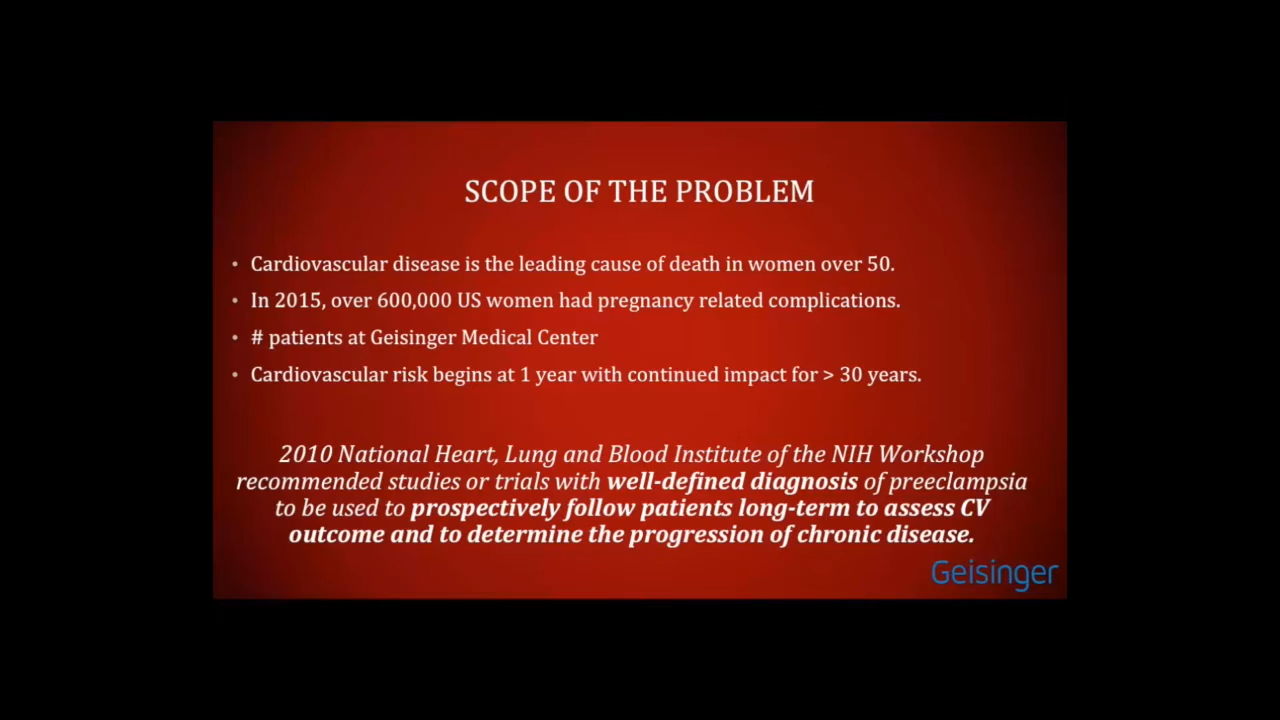 SCOPE OF THE PROBLEM
• Cardiovascular disease is the leading cause of death in women over 50.
• In 2015, over 600,000 US women had pregnancy related complications.
• # patients at Geisinger Medical Center
• Cardiovascular risk begins at 1 year with continued impact for > 30 years.
2010 National Heart, Lung and Blood Institute of the NIH Workshop
recommended studies or trials with well-defined diagnosis of preeclampsia
to be used to prospectively follow patients long-term to assess CV
outcome and to determine the progression of chronic disease.
Geisinger